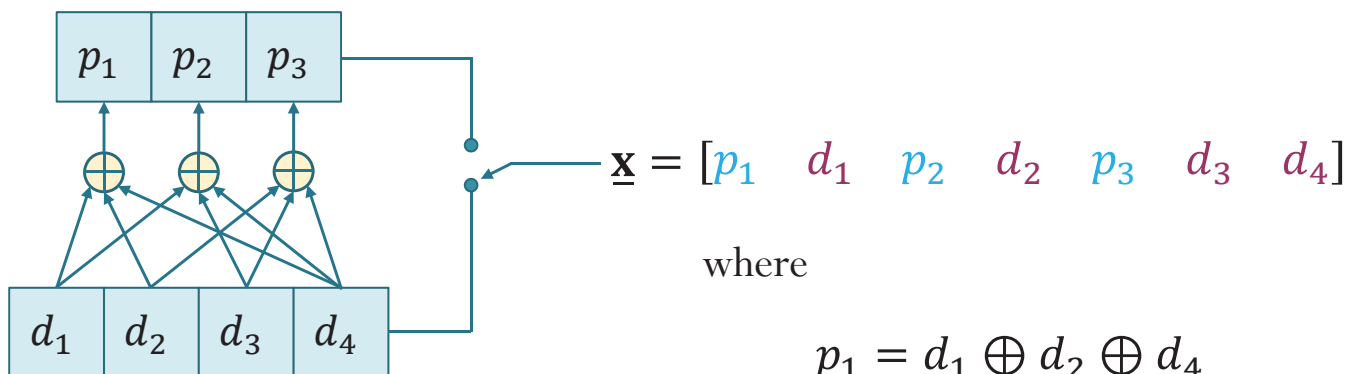 p₁ p₂ p₃
x = [p₁ d₁ p₂ d₂ p₃ d₃ d₄]
where
d₁ d₂ d₃ d₄
p₁ = d₁ ⊕ d₂ ⊕ d₄